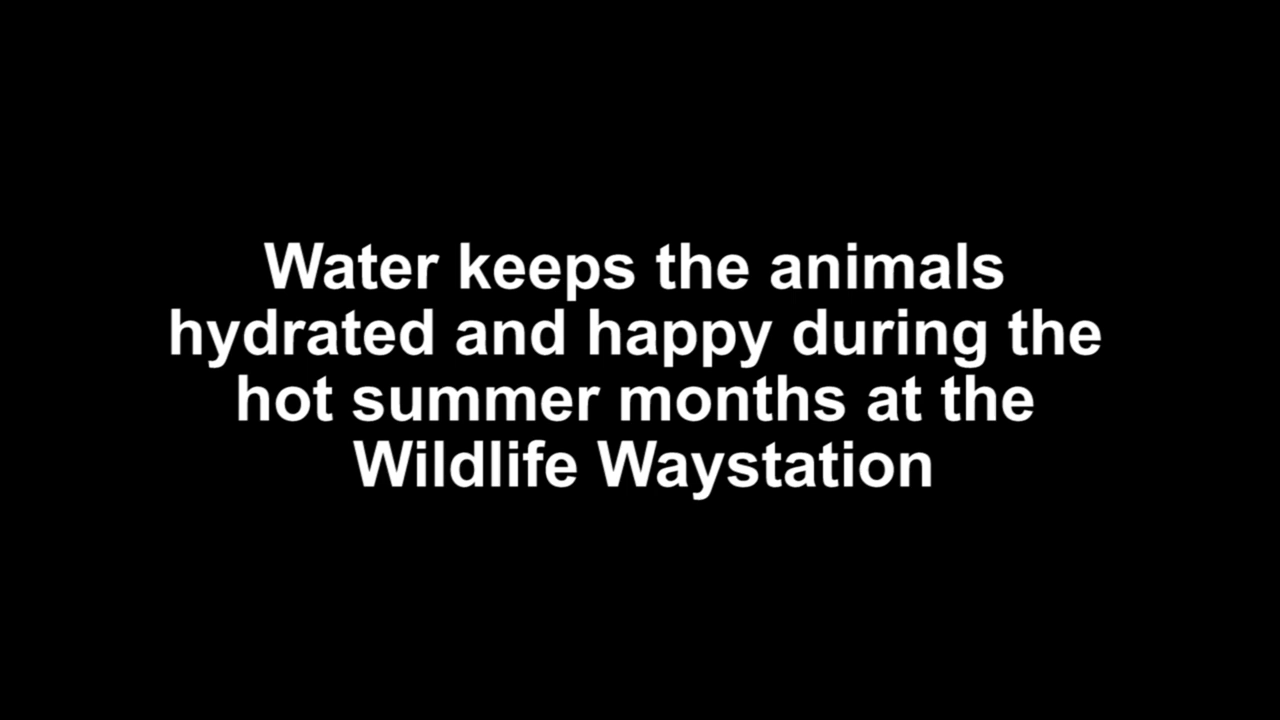 Water keeps the animals
hydrated and happy during the
hot summer months at the
Wildlife Waystation